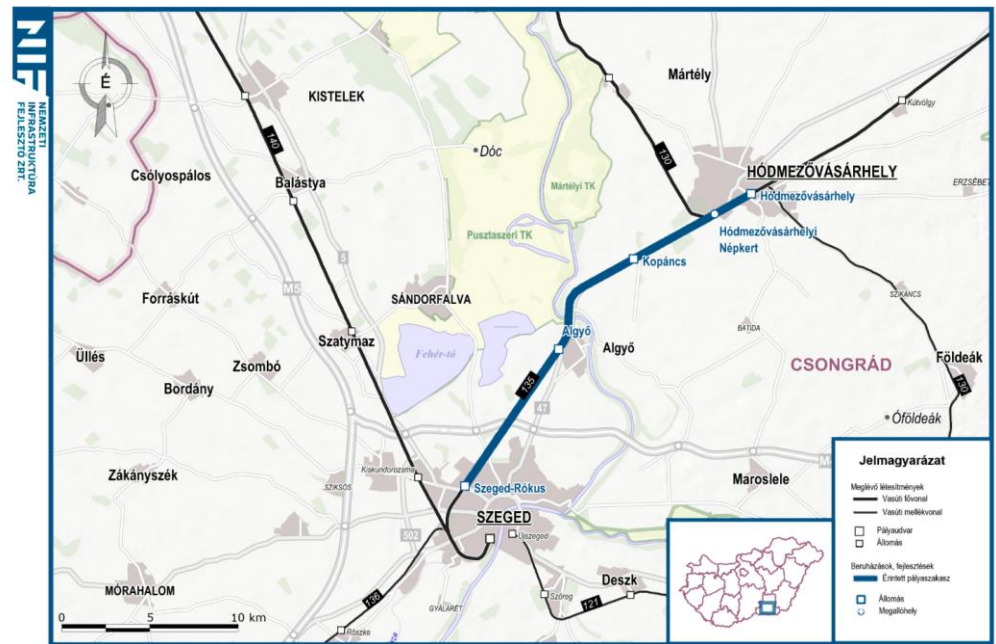 NIF
NEMZETI
INFRASTRUKTÚRA
FEJLESZTŐ ZRT.
É
KISTELEK
Mártély
Kútvölgy
140
Dóc
130
Csólyospálos
Balástya
Mártélyi TK
HÓDMEZŐVÁSÁRHELY
ERZSÉBET
Hódmezővásárhely
Pusztaszeri TK
Hódmezővásárhelyi
Népkert
5
Kopáncs
M5
Forráskút
SÁNDORFALVA
SZIKÁNCS
Szatymaz
BATIDA
Algyő
Algyő
Üllés
Zsombó
Fehér-tó
CSONGRÁD
Földeák
Bordány
135
130
47
Óföldeák
Zákányszék
Kiskundorozsma
SZIKSÓS
Szeged-Rókus
Maroslele
SZEGED
Újszeged
502
Deszk
MÓRAHALOM
136
GYÁLARÉT
Szőreg
121
Röszke
0 5 10 km
Jelmagyarázat
Meglévő létesítmények
Vasúti fővonal
Vasúti mellékvonal
Pályaudvar
Állomás
Beruházások, fejlesztések
Érintett pályaszakasz
Állomás
Megállóhely